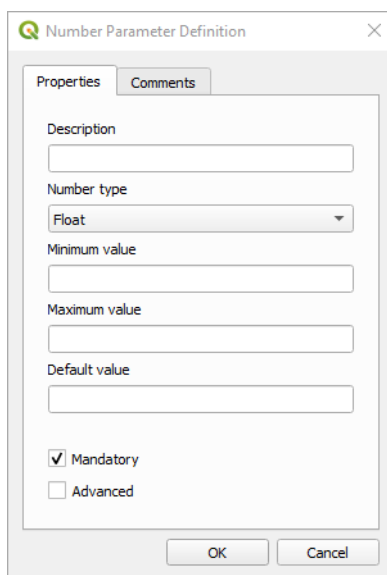 Number Parameter Definition
Properties Comments
Description
Number type
Float
Minimum value
Maximum value
Default value
Mandatory
Advanced
OK Cancel